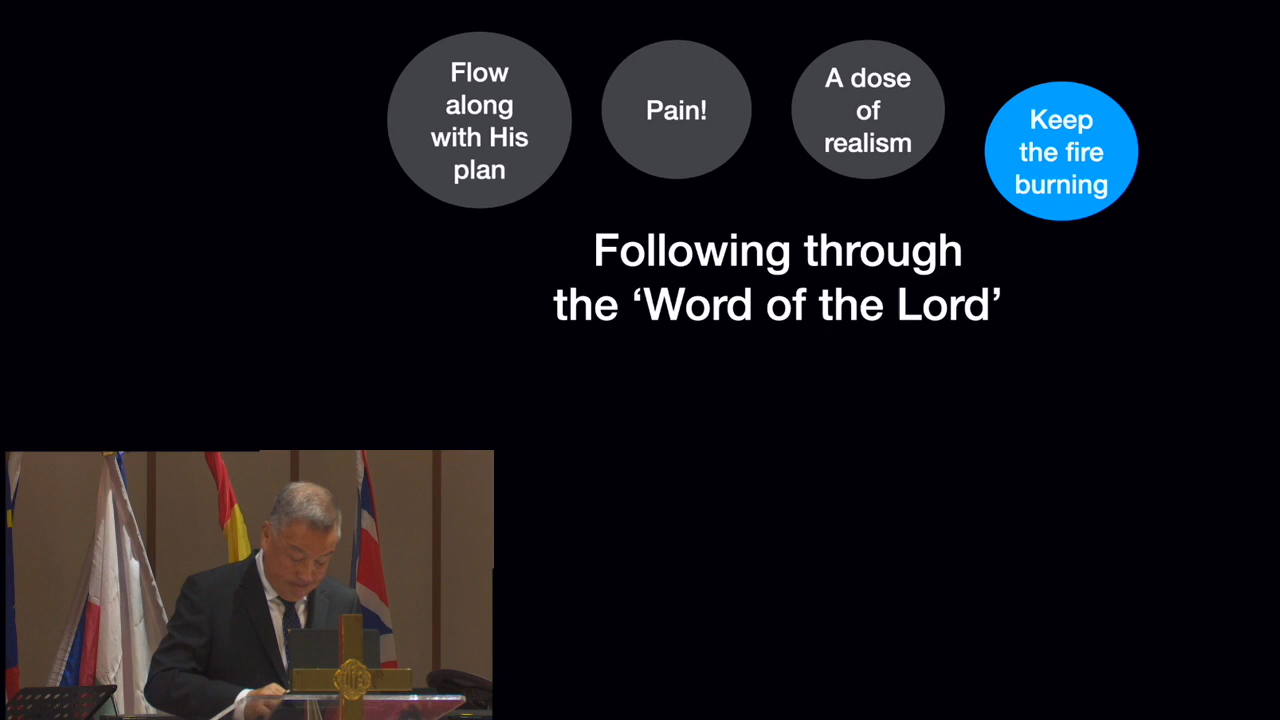 Flow
along
with His
plan
Pain!
A dose
of
realism
Keep
the fire
burning
Following through
the ‘Word of the Lord’